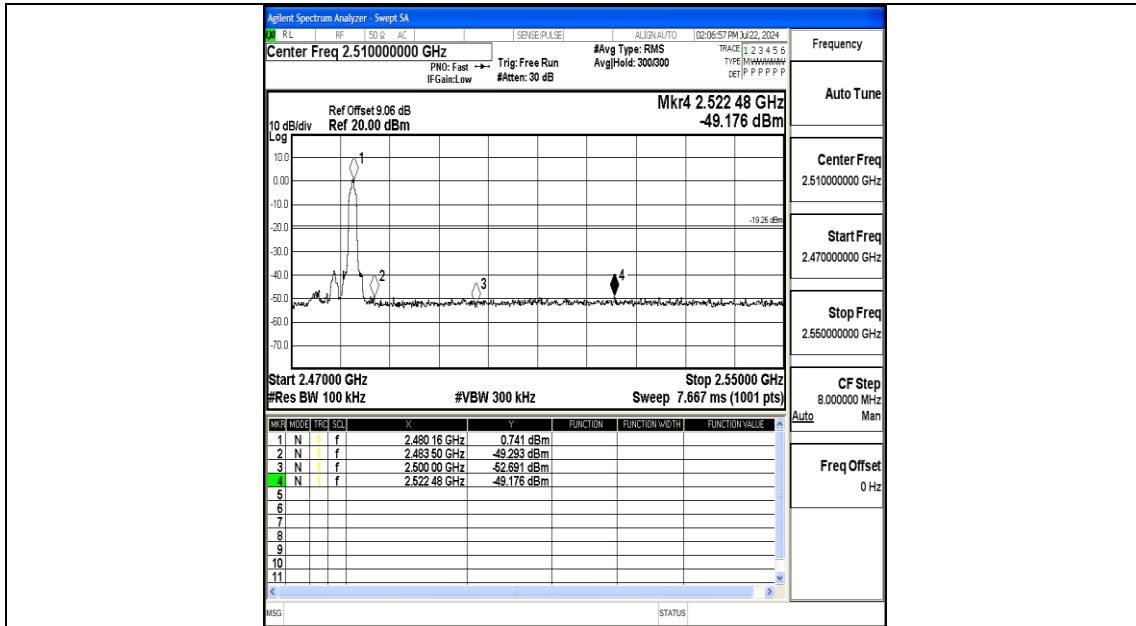 Agilent Spectrum Analyzer - Swept SA
RL RF 50 Ω AC SENSE:PULSE ALIGN AUTO 02:06:57 PM Jul 22, 2024
Center Freq 2.510000000 GHz
PNO: Fast
IFGain:Low
Trig: Free Run
#Atten: 30 dB
#Avg Type: RMS
Avg|Hold: 300/300
TRACE 1 2 3 4 5 6
TYPE MWWWWW
DET P P P P P P
Ref Offset 9.06 dB
10 dB/div Ref 20.00 dBm
Log
Mkr4 2.522 48 GHz
-49.176 dBm
10.0
0.00
-10.0
-20.0
-30.0
-40.0
-50.0
-60.0
-70.0
1
2
3
4
-19.26 dBm
Start 2.47000 GHz Stop 2.55000 GHz
#Res BW 100 kHz #VBW 300 kHz Sweep 7.667 ms (1001 pts)
MKR MODE TRC SCL X Y FUNCTION FUNCTION WIDTH FUNCTION VALUE
1 N 1 f 2.480 16 GHz 0.741 dBm
2 N 1 f 2.483 50 GHz -49.293 dBm
3 N 1 f 2.500 00 GHz -52.691 dBm
4 N 1 f 2.522 48 GHz -49.176 dBm
5
6
7
8
9
10
11
MSG STATUS
Frequency
Auto Tune
Center Freq
2.510000000 GHz
Start Freq
2.470000000 GHz
Stop Freq
2.550000000 GHz
CF Step
8.000000 MHz
Auto Man
Freq Offset
0 Hz